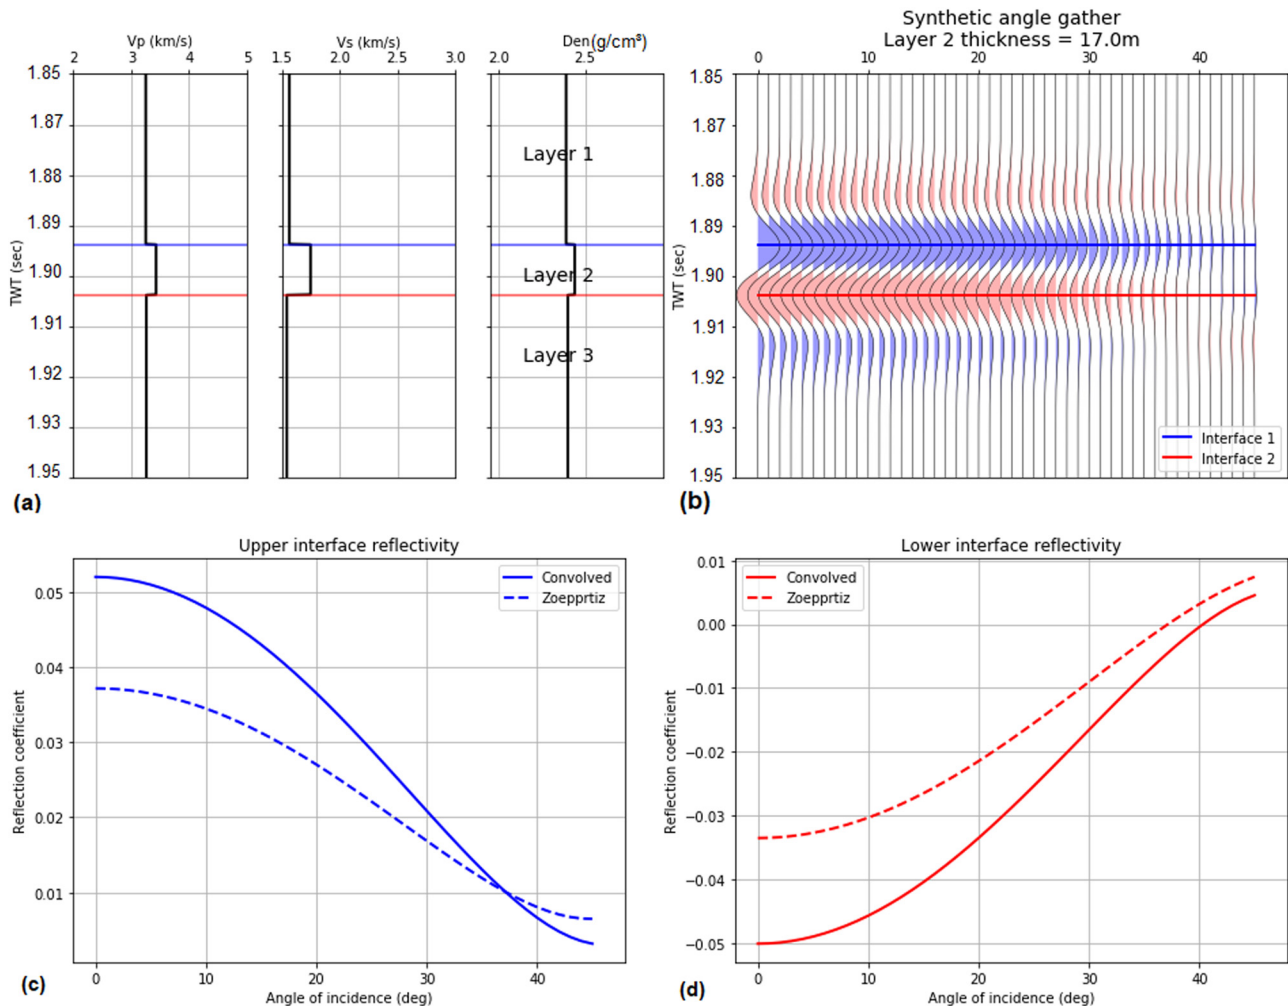 Vp (km/s)
2 3 4 5
Vs (km/s)
1.5 2.0 2.5 3.0
Den(g/cm³)
2.0 2.5
TWT (sec)
1.85
1.87
1.88
1.89
1.90
1.91
1.92
1.93
1.95
Layer 1
Layer 2
Layer 3
(a)
Synthetic angle gather
Layer 2 thickness = 17.0m
0 10 20 30 40
TWT (sec)
1.85
1.87
1.88
1.89
1.90
1.91
1.92
1.93
1.95
Interface 1
Interface 2
(b)
Upper interface reflectivity
Convolved
Zoepprtiz
Reflection coefficient
0.05
0.04
0.03
0.02
0.01
0 10 20 30 40
Angle of incidence (deg)
(c)
Lower interface reflectivity
Convolved
Zoepprtiz
Reflection coefficient
0.01
0.00
−0.01
−0.02
−0.03
−0.04
−0.05
0 10 20 30 40
Angle of incidence (deg)
(d)